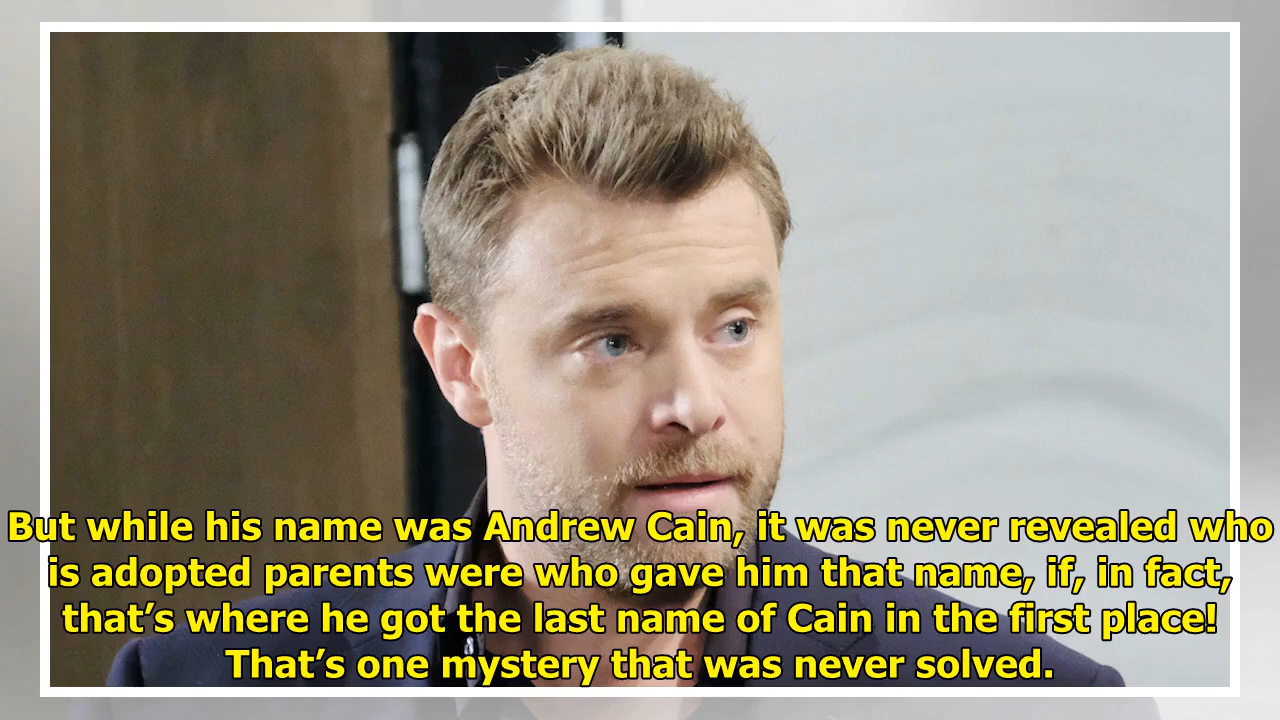 But while his name was Andrew Cain, it was never revealed who
is adopted parents were who gave him that name, if, in fact,
that’s where he got the last name of Cain in the first place!
That’s one mystery that was never solved.